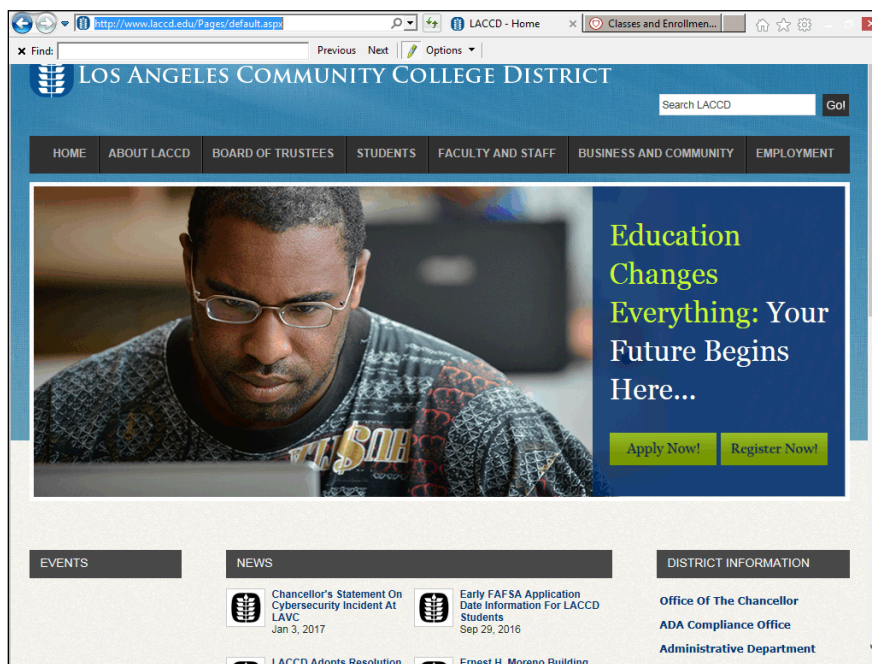 http://www.laccd.edu/Pages/default.aspx
LACCD - Home
Classes and Enrollmen...
Find:
Previous Next
Options
LOS ANGELES COMMUNITY COLLEGE DISTRICT
Search LACCD
Go!
HOME ABOUT LACCD BOARD OF TRUSTEES STUDENTS FACULTY AND STAFF BUSINESS AND COMMUNITY EMPLOYMENT
Education
Changes
Everything: Your
Future Begins
Here...
Apply Now! Register Now!
EVENTS
NEWS
Chancellor's Statement On
Cybersecurity Incident At
LAVC
Jan 3, 2017
Early FAFSA Application
Date Information For LACCD
Students
Sep 29, 2016
LACCD Adopts Resolution
Ernest H. Moreno Building
DISTRICT INFORMATION
Office Of The Chancellor
ADA Compliance Office
Administrative Department